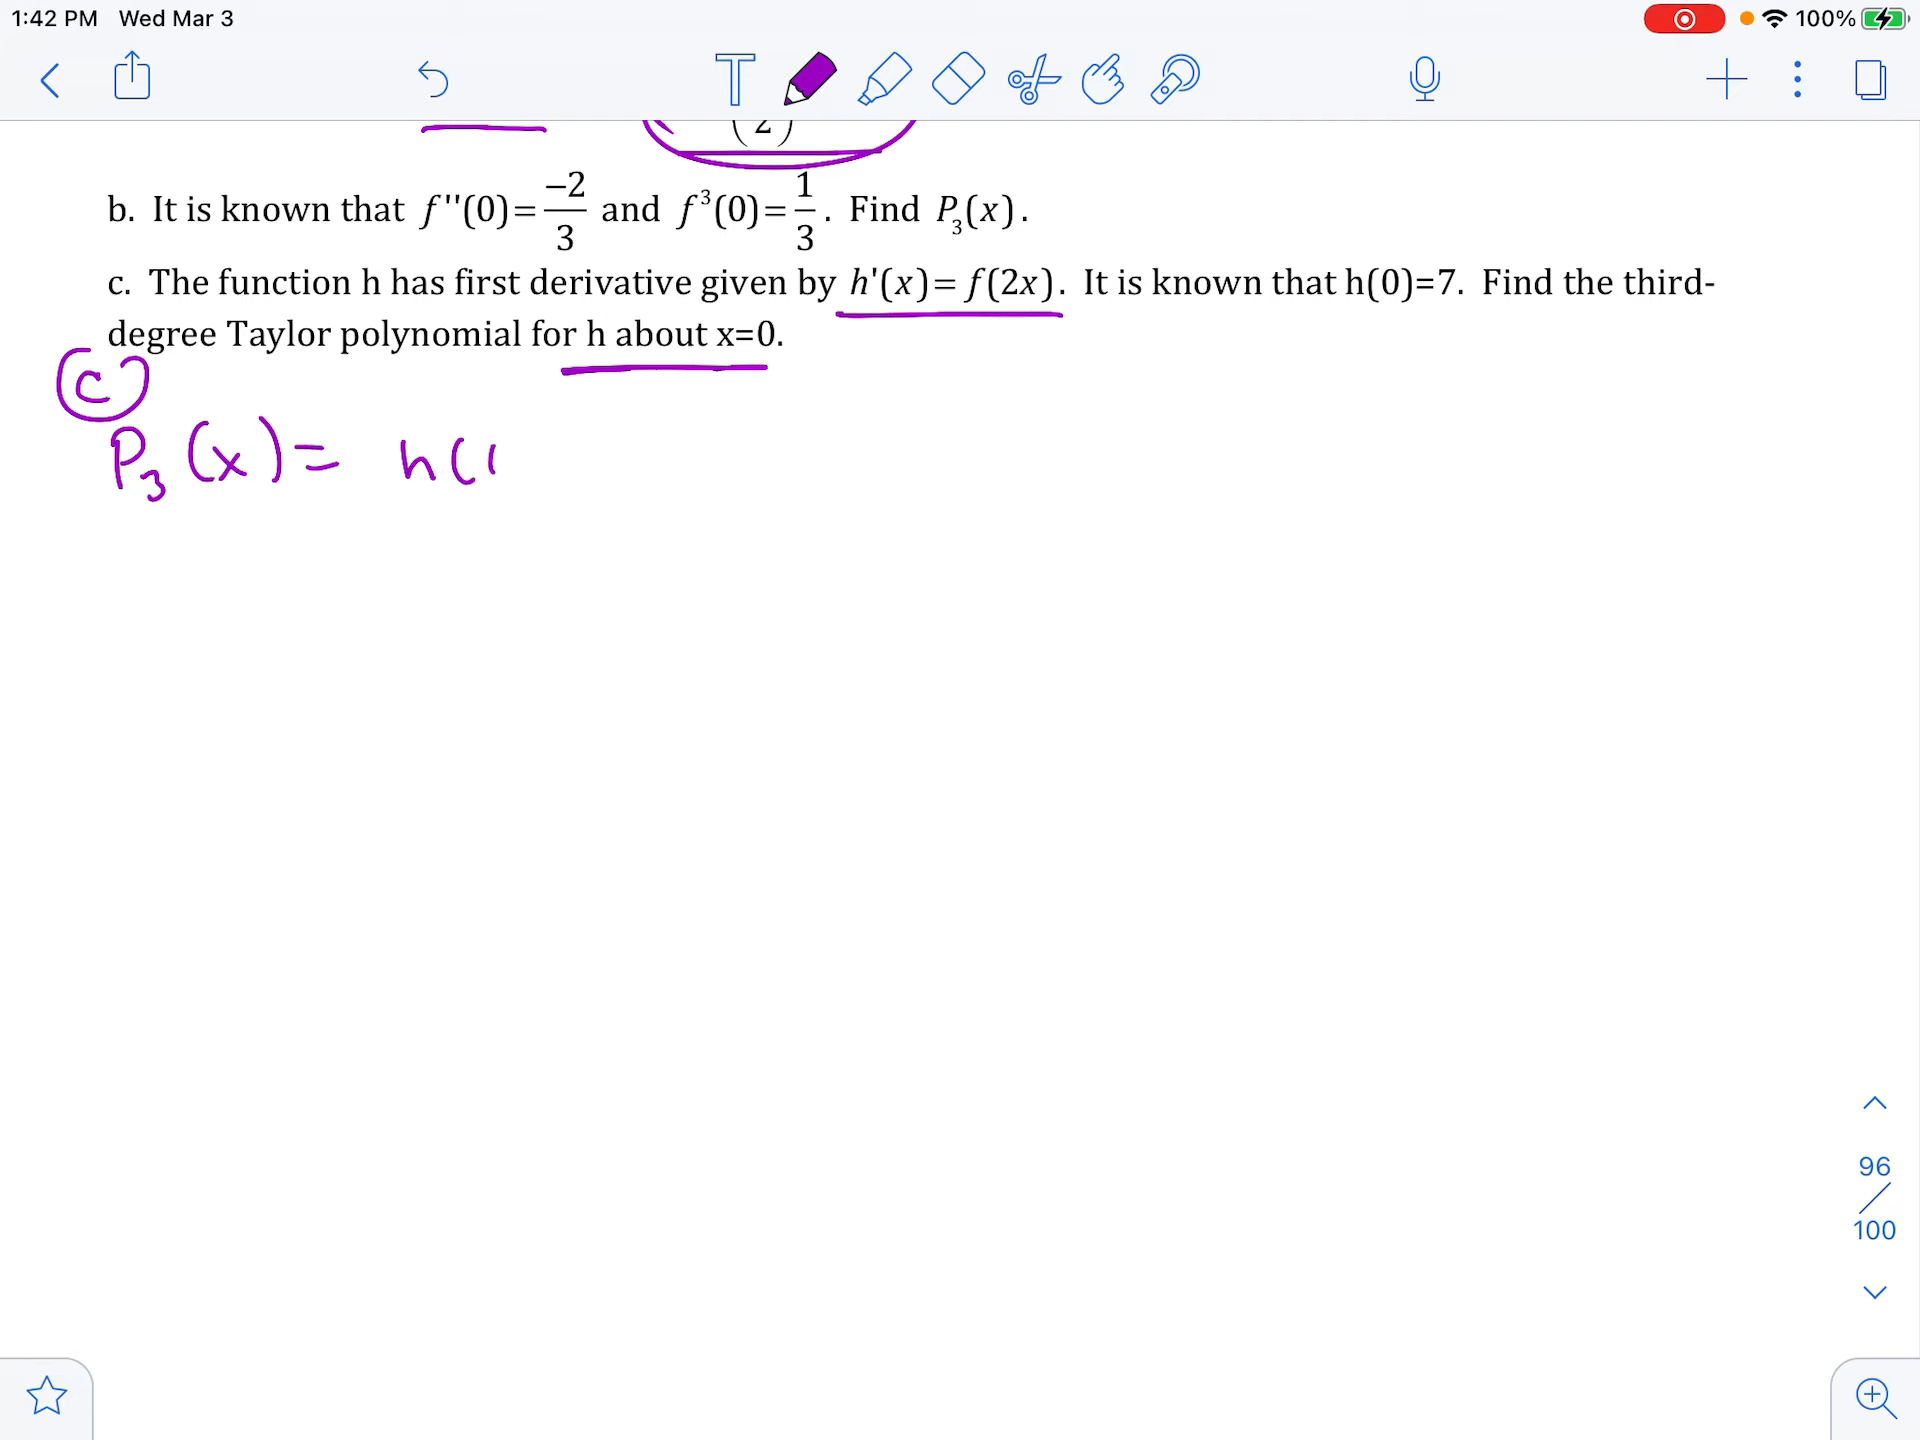 1:42 PM Wed Mar 3
100%
T
(2)
b. It is known that f''(0)=-2/3 and f³(0)=1/3. Find P₃(x).
c. The function h has first derivative given by h'(x)=f(2x). It is known that h(0)=7. Find the third-
degree Taylor polynomial for h about x=0.
C
P₃(x)= h((
96
/
100